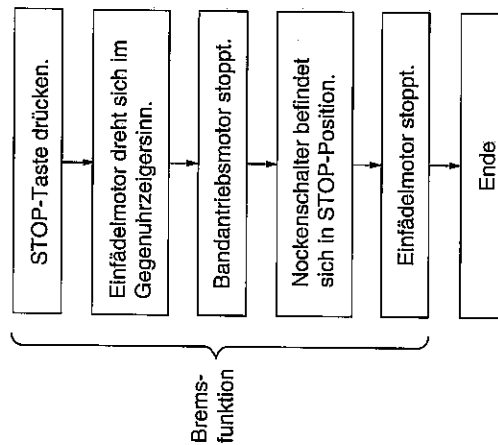 STOP-Taste drücken.
Einfädelmotor dreht sich im
Gegenuhrzeigersinn.
Bandantriebsmotor stoppt.
Nockenschalter befindet
sich in STOP-Position.
Einfädelmotor stoppt.
Ende
Brems-
funktion